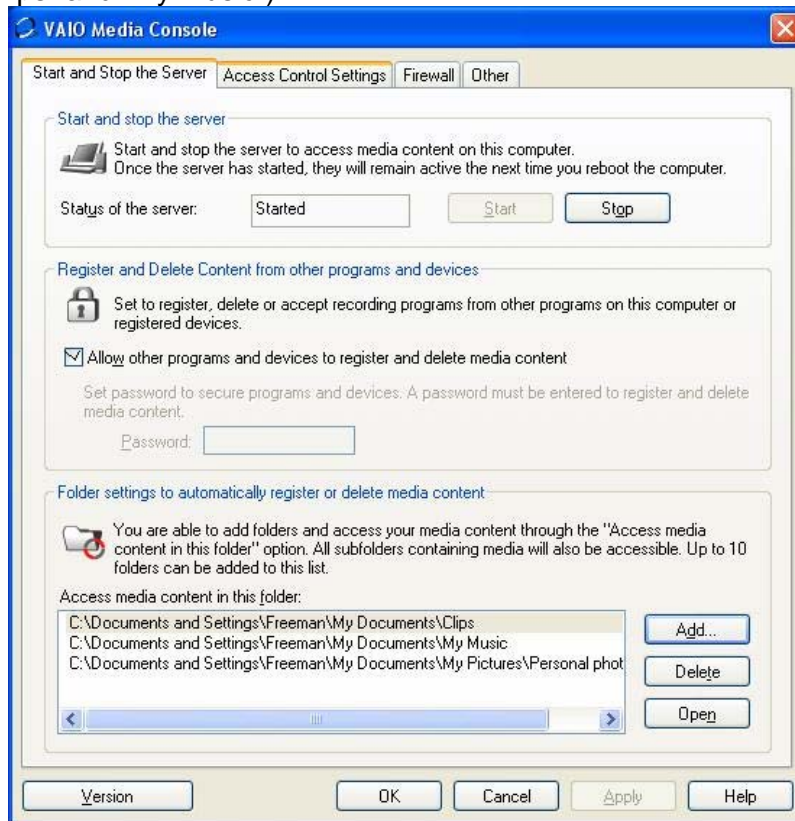 VAIO Media Console
Start and Stop the Server Access Control Settings Firewall Other
Start and stop the server
Start and stop the server to access media content on this computer.
Once the server has started, they will remain active the next time you reboot the computer.
Status of the server: Started Start Stop
Register and Delete Content from other programs and devices
Set to register, delete or accept recording programs from other programs on this computer or
registered devices.
Allow other programs and devices to register and delete media content
Set password to secure programs and devices. A password must be entered to register and delete
media content.
Password:
Folder settings to automatically register or delete media content
You are able to add folders and access your media content through the "Access media
content in this folder" option. All subfolders containing media will also be accessible. Up to 10
folders can be added to this list.
Access media content in this folder:
C:\Documents and Settings\Freeman\My Documents\Clips
C:\Documents and Settings\Freeman\My Documents\My Music
C:\Documents and Settings\Freeman\My Documents\My Pictures\Personal phot
Add...
Delete
Open
Version OK Cancel Apply Help